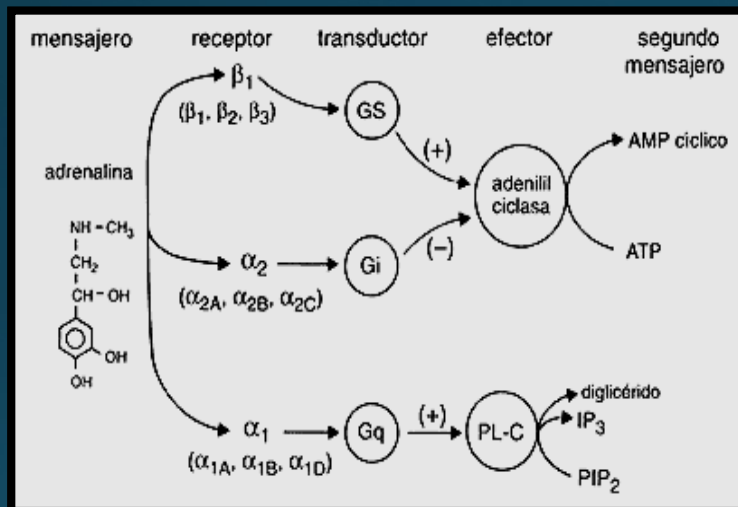 mensajero receptor transductor efector segundo mensajero
β1
(β1, β2, β3)
GS
(+)
adenilil ciclasa
AMP cíclico
ATP
adrenalina
NH – CH3
CH2
CH – OH
OH
OH
α2
(α2A, α2B, α2C)
Gi
(–)
α1
(α1A, α1B, α1D)
Gq
(+)
PL-C
diglicérido
IP3
PIP2